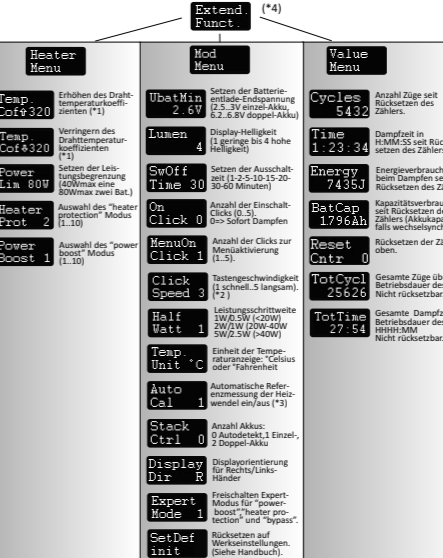 Extend.
Funct.
(*4)
Heater
Menu
Temp.
Cof⇞320
Erhöhen des Draht-
temperaturkoeffi-
zienten (*1)
Temp.
Cof⇟320
Verringern des
Drahttemperatur-
koeffizienten
(*1)
Power
Lim 80W
Setzen der Leis-
tungsbegrenzung
(40Wmax eine
80Wmax zwei Bat.)
Heater
Prot 2
Auswahl des "heater
protection" Modus
(1..10)
Power
Boost 1
Auswahl des "power
boost" Modus
(1..10)
Mod
Menu
UbatMin
2.6V
Setzen der Batterie-
entlade-Endspannung
(2.5..3V einzel-Akku,
6.2..6.8V doppel-Akku)
Lumen
4
Display-Helligkeit
(1 geringe bis 4 hohe
Helligkeit)
SwOff
Time 30
Setzen der Ausschalt-
zeit (1-2-5-10-15-20-
30-60 Minuten)
On
Click 0
Anzahl der Einschalt-
Clicks (0..5).
0=> Sofort Dampfen
MenuOn
Click 1
Anzahl der Clicks zur
Menüaktivierung
(1..5).
Click
Speed 3
Tastengeschwindigkeit
(1 schnell..5 langsam).
(*2 )
Half
Watt 1
Leistungsschrittweite
1W/0.5W (<20W)
2W/1W (20W-40W
5W/2.5W (>40W)
Temp.
Unit °C
Einheit der Tempe-
raturanzeige: °Celsius
oder °Fahrenheit
Auto
Cal 1
Automatische Refer-
enzmessung der Heiz-
wendel ein/aus (*3)
Stack
Ctrl 0
Anzahl Akkus:
0 Autodetekt,1 Einzel-,
2 Doppel-Akku
Display
Dir R
Displayorientierung
für Rechts/Links-
Händer
Expert
Mode 1
Freischalten Expert-
Modus für "power-
boost","heater pro-
tection" und "bypass".
SetDef
init
Rücksetzen auf
Werkseinstellungen.
(Siehe Handbuch).
Value
Menu
Cycles
5432
Anzahl Züge seit
Rücksetzen des
Zählers.
Time
1:23:34
Dampfzeit in
H:MM:SS seit Rück
setzen des Zählers
Energy
7435J
Energieverbrauch
beim Dampfen se
Rücksetzen des Zä
BatCap
1796Ah
Kapazitätsverbrau
seit Rücksetzen de
Zählers (Akkukapa
falls wechselsynch
Reset
Cntr 0
Rücksetzen der Zä
oben.
TotCycl
25626
Gesamte Züge üb
Betriebsdauer des
Nicht rücksetzbar
TotTime
27:54
Gesamte Dampfz
Betriebsdauer des
HHHH:MM
Nicht rücksetzbar.